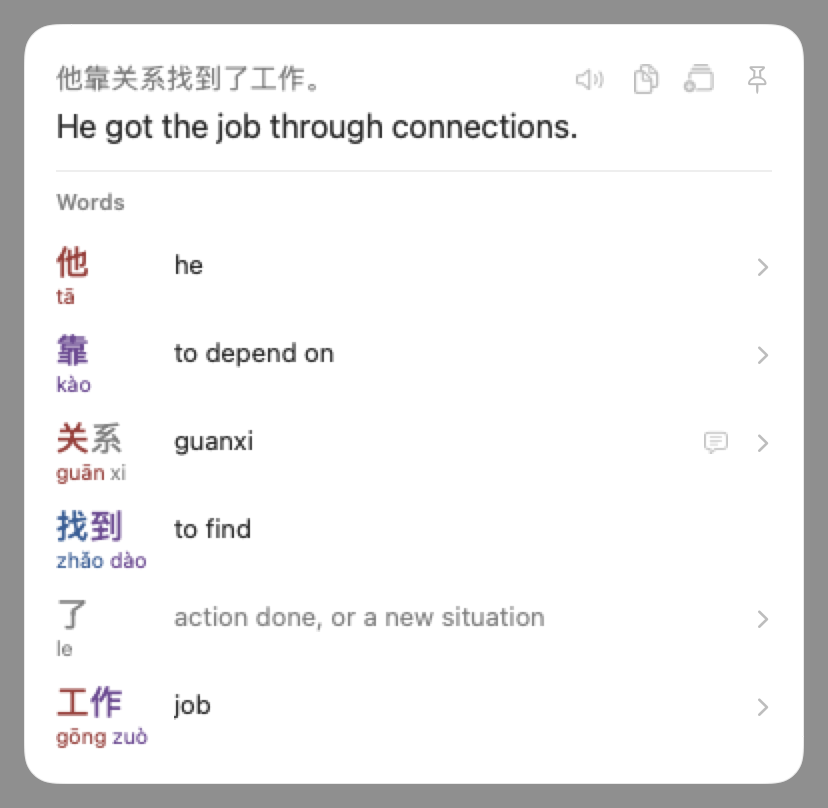 他靠关系找到了工作。
He got the job through connections.
Words
他 he
tā
靠 to depend on
kào
关系 guanxi
guān xi
找到 to find
zhǎo dào
了 action done, or a new situation
le
工作 job
gōng zuò